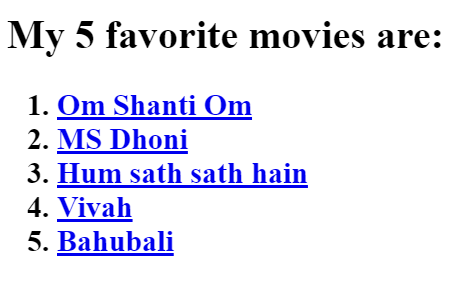 My 5 favorite movies are:
1. Om Shanti Om
2. MS Dhoni
3. Hum sath sath hain
4. Vivah
5. Bahubali